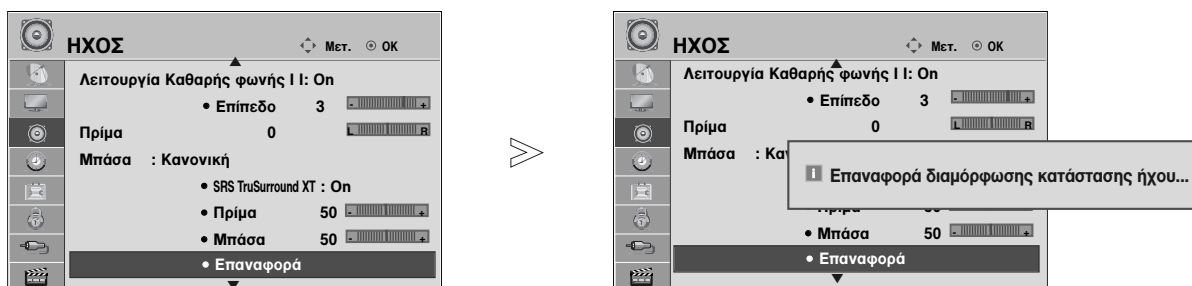 ΗΧΟΣ Μετ. OK
Λειτουργία Καθαρής φωνής I I: On
• Επίπεδο 3 - +
Πρίμα 0 L R
Μπάσα : Κανονική
• SRS TruSurround XT : On
• Πρίμα 50 - +
• Μπάσα 50 - +
• Επαναφορά
>
ΗΧΟΣ Μετ. OK
Λειτουργία Καθαρής φωνής I I: On
• Επίπεδο 3 - +
Πρίμα 0 L R
Μπάσα : Κα
i Επαναφορά διαμόρφωσης κατάστασης ήχου...
• Μπάσα 50 - +
• Επαναφορά